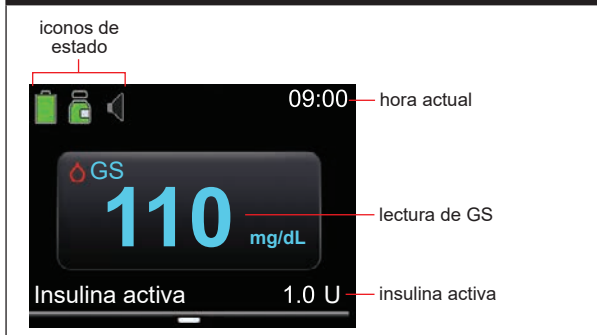 iconos de
estado
09:00
hora actual
GS
110
mg/dL
lectura de GS
Insulina activa
1.0 U
insulina activa